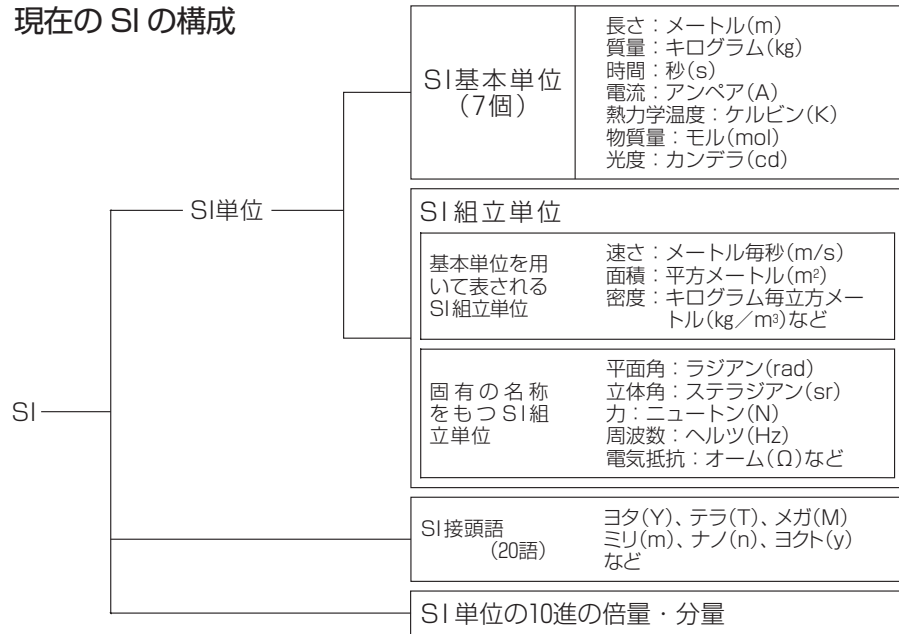 現在の SI の構成
SI
SI単位
SI基本単位
(7個)
長さ：メートル(m)
質量：キログラム(kg)
時間：秒(s)
電流：アンペア(A)
熱力学温度：ケルビン(K)
物質量：モル(mol)
光度：カンデラ(cd)
SI組立単位
基本単位を用
いて表される
SI組立単位
速さ：メートル毎秒(m/s)
面積：平方メートル(m²)
密度：キログラム毎立方メー
トル(kg／m³)など
固有の名称
をもつ SI組
立単位
平面角：ラジアン(rad)
立体角：ステラジアン(sr)
力：ニュートン(N)
周波数：ヘルツ(Hz)
電気抵抗：オーム(Ω)など
SI接頭語
(20語)
ヨタ(Y)、テラ(T)、メガ(M)
ミリ(m)、ナノ(n)、ヨクト(y)
など
SI単位の10進の倍量・分量